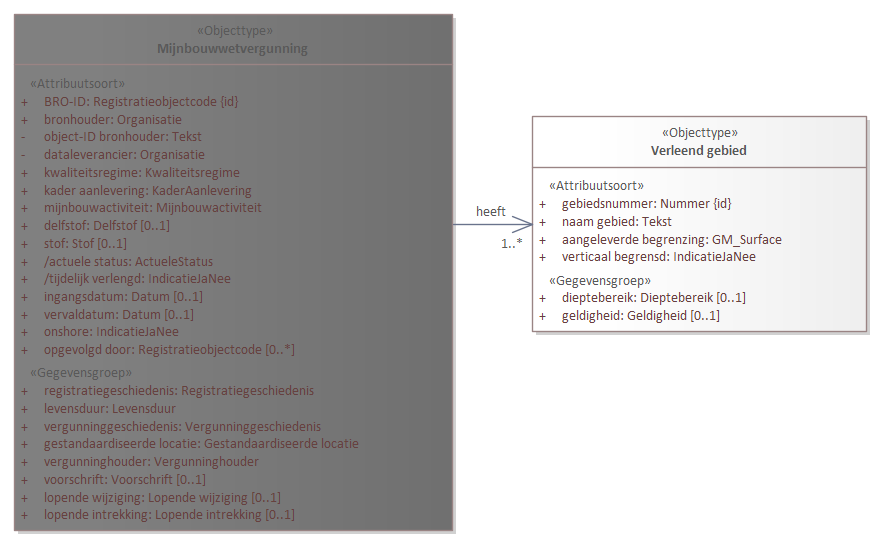 «Objecttype»
Mijnbouwwetvergunning
«Attribuutsoort»
+ BRO-ID: Registratieobjectcode {id}
+ bronhouder: Organisatie
- object-ID bronhouder: Tekst
- dataleverancier: Organisatie
+ kwaliteitsregime: Kwaliteitsregime
+ kader aanlevering: KaderAanlevering
+ mijnbouwactiviteit: Mijnbouwactiviteit
+ delfstof: Delfstof [0..1]
+ stof: Stof [0..1]
+ /actuele status: ActueleStatus
+ /tijdelijk verlengd: IndicatieJaNee
+ ingangsdatum: Datum [0..1]
+ vervaldatum: Datum [0..1]
+ onshore: IndicatieJaNee
+ opgevolgd door: Registratieobjectcode [0..*]
«Gegevensgroep»
+ registratiegeschiedenis: Registratiegeschiedenis
+ levensduur: Levensduur
+ vergunninggeschiedenis: Vergunninggeschiedenis
+ gestandaardiseerde locatie: Gestandaardiseerde locatie
+ vergunninghouder: Vergunninghouder
+ voorschrift: Voorschrift [0..1]
+ lopende wijziging: Lopende wijziging [0..1]
+ lopende intrekking: Lopende intrekking [0..1]
heeft
1..*
«Objecttype»
Verleend gebied
«Attribuutsoort»
+ gebiedsnummer: Nummer {id}
+ naam gebied: Tekst
+ aangeleverde begrenzing: GM_Surface
+ verticaal begrensd: IndicatieJaNee
«Gegevensgroep»
+ dieptebereik: Dieptebereik [0..1]
+ geldigheid: Geldigheid [0..1]